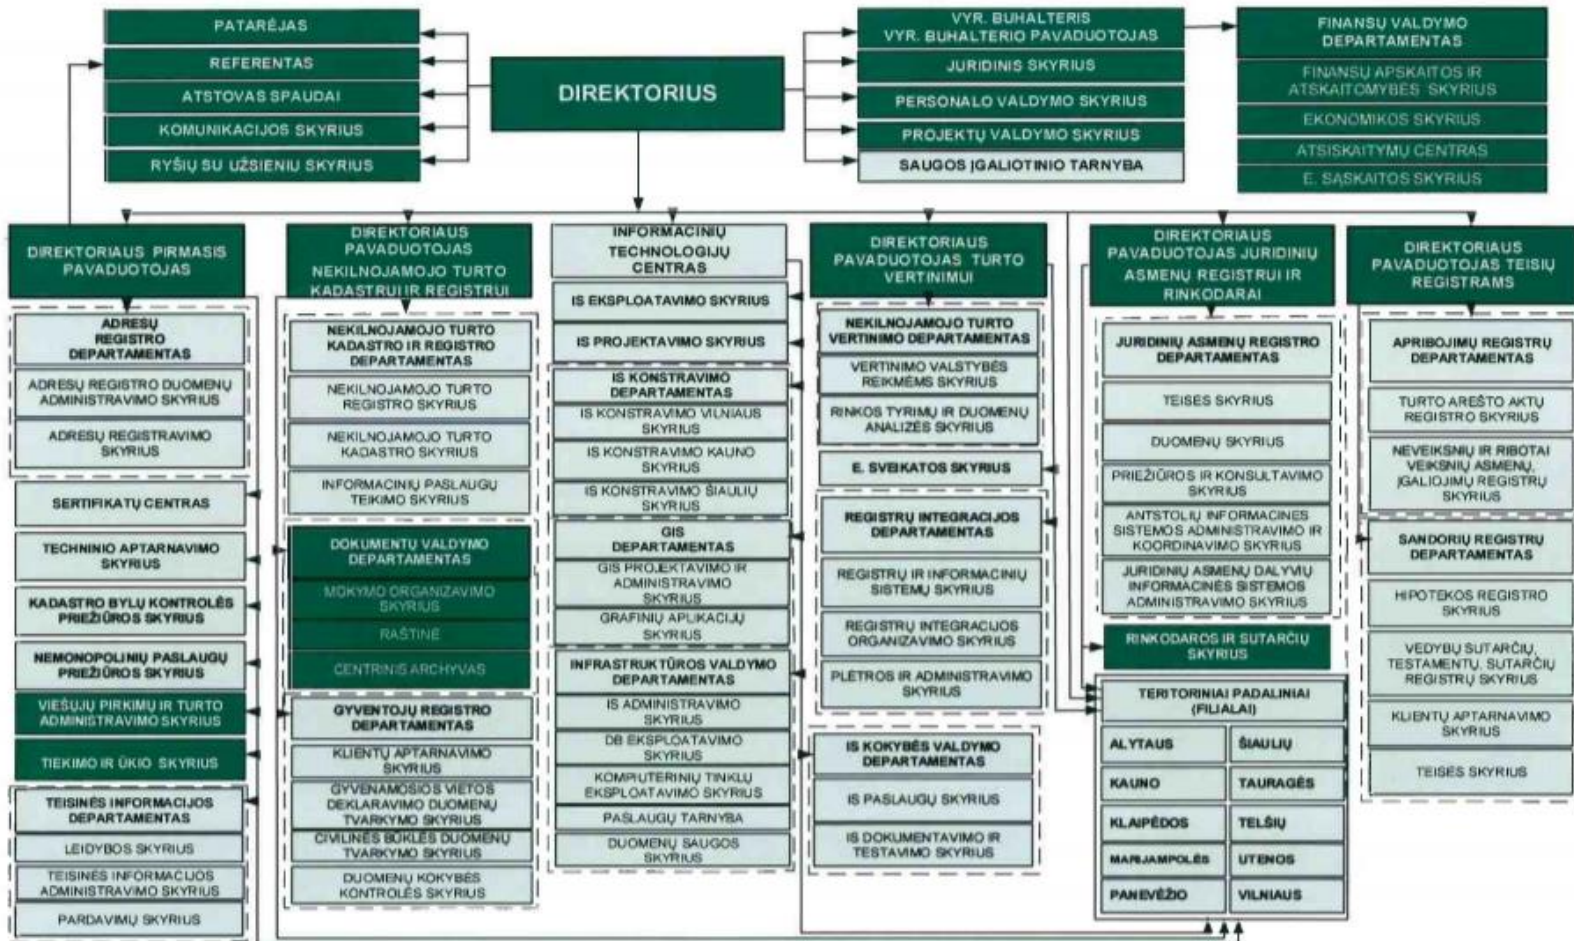 PATARĖJAS
REFERENTAS
ATSTOVAS SPAUDAI
KOMUNIKACIJOS SKYRIUS
RYŠIŲ SU UŽSIENIU SKYRIUS
DIREKTORIUS
VYR. BUHALTERIS
VYR. BUHALTERIO PAVADUOTOJAS
JURIDINIS SKYRIUS
PERSONALO VALDYMO SKYRIUS
PROJEKTŲ VALDYMO SKYRIUS
SAUGOS ĮGALIOTINIO TARNYBA
FINANSŲ VALDYMO
DEPARTAMENTAS
FINANSŲ APSKAITOS IR
ATSKAITOMYBĖS SKYRIUS
EKONOMIKOS SKYRIUS
ATSISKAITYMŲ CENTRAS
E. SĄSKAITOS SKYRIUS
DIREKTORIAUS PIRMASIS
PAVADUOTOJAS
ADRESŲ
REGISTRO
DEPARTAMENTAS
ADRESŲ REGISTRO DUOMENŲ
ADMINISTRAVIMO SKYRIUS
ADRESŲ REGISTRAVIMO
SKYRIUS
SERTIFIKATŲ CENTRAS
TECHNINIO APTARNAVIMO
SKYRIUS
KADASTRO BYLŲ KONTROLĖS
PRIEŽIŪROS SKYRIUS
NEMONOPOLINIŲ PASLAUGŲ
PRIEŽIŪROS SKYRIUS
VIEŠŲJŲ PIRKIMŲ IR TURTO
ADMINISTRAVIMO SKYRIUS
TIEKIMO IR ŪKIO SKYRIUS
TEISINĖS INFORMACIJOS
DEPARTAMENTAS
LEIDYBOS SKYRIUS
TEISINĖS INFORMACIJOS
ADMINISTRAVIMO SKYRIUS
PARDAVIMŲ SKYRIUS
DIREKTORIAUS
PAVADUOTOJAS
NEKILNOJAMOJO TURTO
KADASTRUI IR REGISTRUI
NEKILNOJAMOJO TURTO
KADASTRO IR REGISTRO
DEPARTAMENTAS
NEKILNOJAMOJO TURTO
REGISTRO SKYRIUS
NEKILNOJAMOJO TURTO
KADASTRO SKYRIUS
INFORMACINIŲ PASLAUGŲ
TEIKIMO SKYRIUS
DOKUMENTŲ VALDYMO
DEPARTAMENTAS
MOKYMO ORGANIZAVIMO
SKYRIUS
RAŠTINĖ
CENTRINIS ARCHYVAS
GYVENTOJŲ REGISTRO
DEPARTAMENTAS
KLIENTŲ APTARNAVIMO
SKYRIUS
GYVENAMOSIOS VIETOS
DEKLARAVIMO DUOMENŲ
TVARKYMO SKYRIUS
CIVILINĖS BŪKLĖS DUOMENŲ
TVARKYMO SKYRIUS
DUOMENŲ KOKYBĖS
KONTROLĖS SKYRIUS
INFORMACINIŲ
TECHNOLOGIJŲ
CENTRAS
IS EKSPLOATAVIMO SKYRIUS
IS PROJEKTAVIMO SKYRIUS
IS KONSTRAVIMO
DEPARTAMENTAS
IS KONSTRAVIMO VILNIAUS
SKYRIUS
IS KONSTRAVIMO KAUNO
SKYRIUS
IS KONSTRAVIMO ŠIAULIŲ
SKYRIUS
GIS
DEPARTAMENTAS
GIS PROJEKTAVIMO IR
ADMINISTRAVIMO
SKYRIUS
GRAFINIŲ APLIKACIJŲ
SKYRIUS
INFRASTRUKTŪROS VALDYMO
DEPARTAMENTAS
IS ADMINISTRAVIMO
SKYRIUS
DB EKSPLOATAVIMO
SKYRIUS
KOMPIUTERINIŲ TINKLŲ
EKSPLOATAVIMO SKYRIUS
PASLAUGŲ TARNYBA
DUOMENŲ SAUGOS
SKYRIUS
DIREKTORIAUS
PAVADUOTOJAS TURTO
VERTINIMUI
NEKILNOJAMOJO TURTO
VERTINIMO DEPARTAMENTAS
VERTINIMO VALSTYBĖS
REIKMĖMS SKYRIUS
RINKOS TYRIMŲ IR DUOMENŲ
ANALIZĖS SKYRIUS
E. SVEIKATOS SKYRIUS
REGISTRŲ INTEGRACIJOS
DEPARTAMENTAS
REGISTRŲ IR INFORMACINIŲ
SISTEMŲ SKYRIUS
REGISTRŲ INTEGRACIJOS
ORGANIZAVIMO SKYRIUS
PLĖTROS IR ADMINISTRAVIMO
SKYRIUS
IS KOKYBĖS VALDYMO
DEPARTAMENTAS
IS PASLAUGŲ SKYRIUS
IS DOKUMENTAVIMO IR
TESTAVIMO SKYRIUS
DIREKTORIAUS
PAVADUOTOJAS JURIDINIŲ
ASMENŲ REGISTRUI IR
RINKODARAI
JURIDINIŲ ASMENŲ REGISTRO
DEPARTAMENTAS
TEISĖS SKYRIUS
DUOMENŲ SKYRIUS
PRIEŽIŪROS IR KONSULTAVIMO
SKYRIUS
ANTSTOLIŲ INFORMACINĖS
SISTEMOS ADMINISTRAVIMO IR
KOORDINAVIMO SKYRIUS
JURIDINIŲ ASMENŲ DALYVIŲ
INFORMACINĖS SISTEMOS
ADMINISTRAVIMO SKYRIUS
RINKODAROS IR SUTARČIŲ
SKYRIUS
TERITORINIAI PADALINIAI
(FILIALAI)
ALYTAUS ŠIAULIŲ
KAUNO TAURAGĖS
KLAIPĖDOS TELŠIŲ
MARIJAMPOLĖS UTENOS
PANEVĖŽIO VILNIAUS
DIREKTORIAUS
PAVADUOTOJAS TEISIŲ
REGISTRAMS
APRIBOJIMŲ REGISTRŲ
DEPARTAMENTAS
TURTO AREŠTO AKTŲ
REGISTRO SKYRIUS
NEVEIKSNIŲ IR RIBOTAI
VEIKSNIŲ ASMENŲ,
ĮGALIOJIMŲ REGISTRŲ
SKYRIUS
SANDORIŲ REGISTRŲ
DEPARTAMENTAS
HIPOTEKOS REGISTRO
SKYRIUS
VEDYBŲ SUTARČIŲ,
TESTAMENTŲ, SUTARČIŲ
REGISTRŲ SKYRIUS
KLIENTŲ APTARNAVIMO
SKYRIUS
TEISĖS SKYRIUS